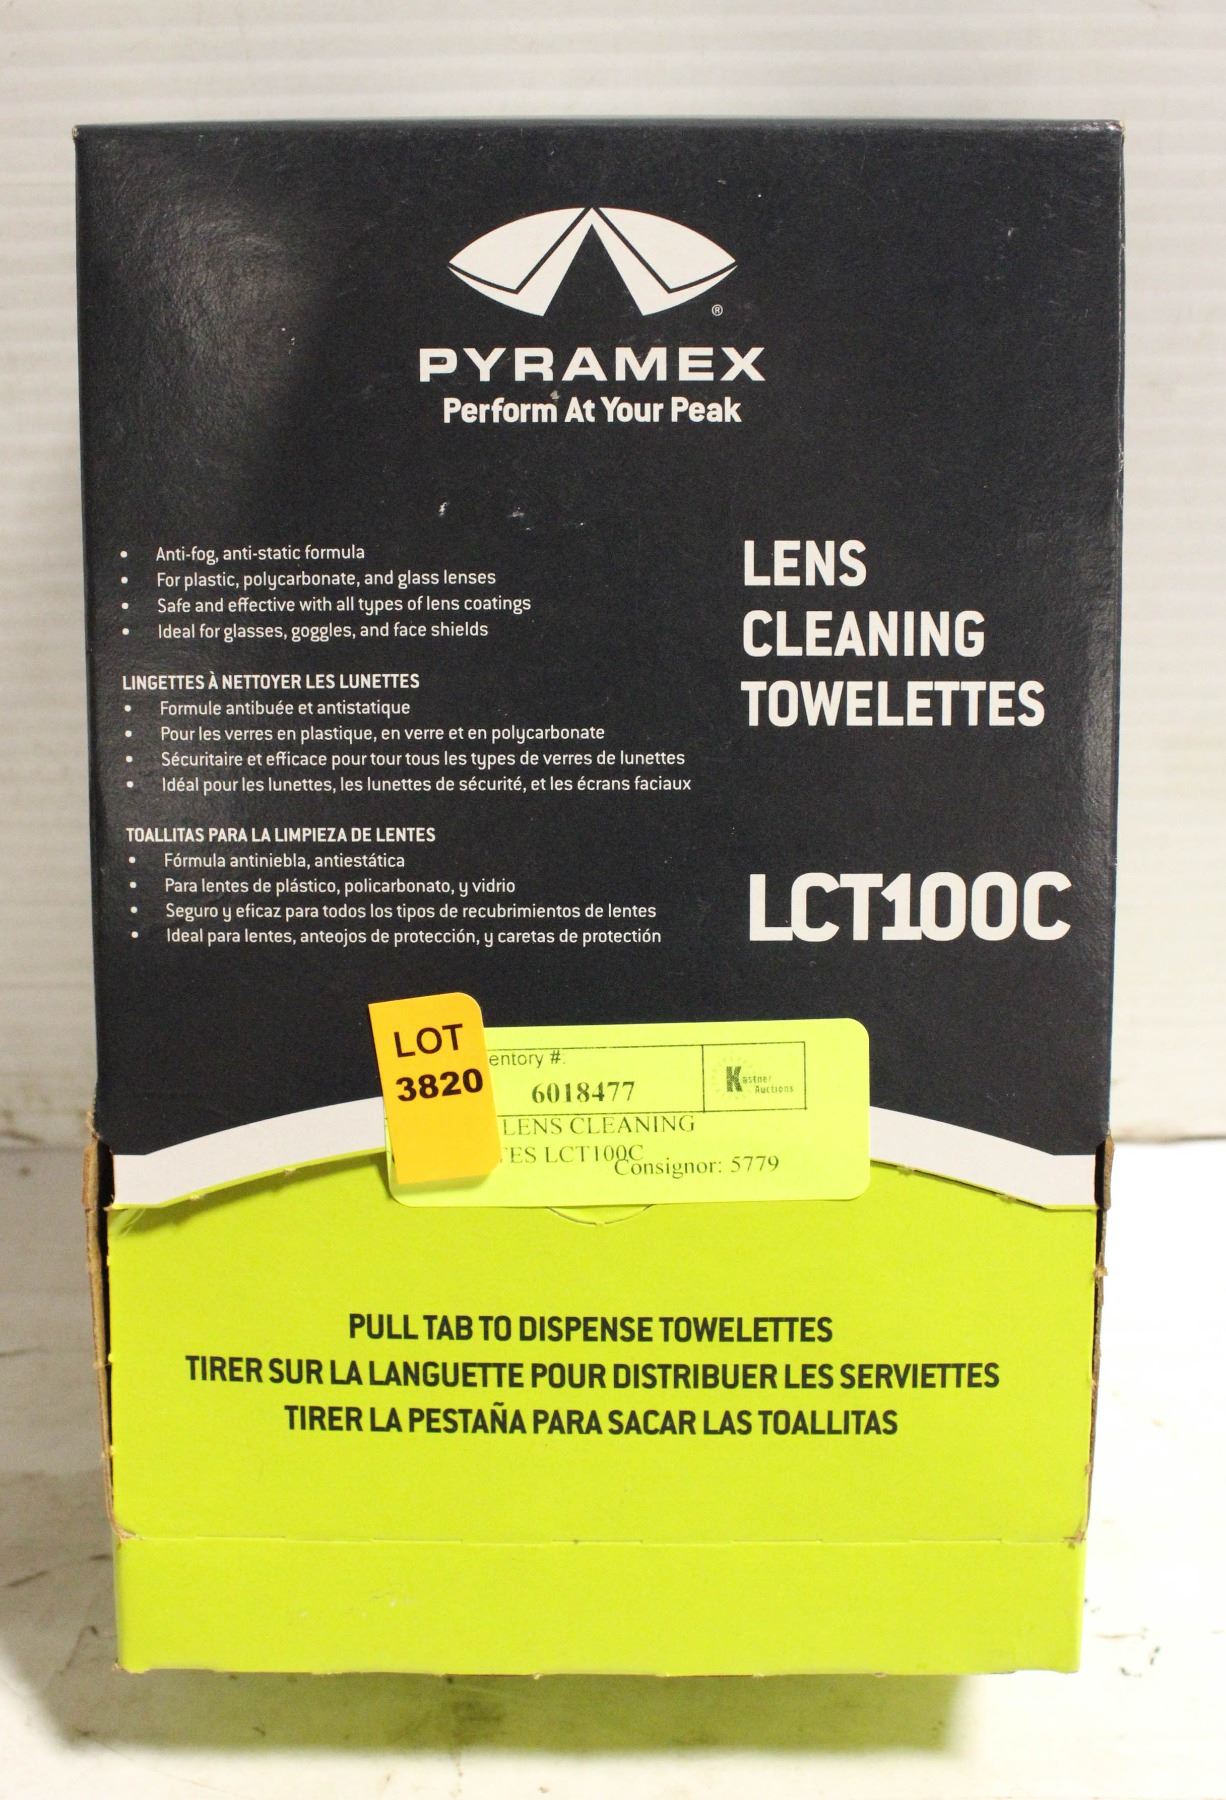 ®
PYRAMEX
Perform At Your Peak
• Anti-fog, anti-static formula
• For plastic, polycarbonate, and glass lenses
• Safe and effective with all types of lens coatings
• Ideal for glasses, goggles, and face shields
LINGETTES À NETTOYER LES LUNETTES
• Formule antibuée et antistatique
• Pour les verres en plastique, en verre et en polycarbonate
• Sécuritaire et efficace pour tour tous les types de verres de lunettes
• Idéal pour les lunettes, les lunettes de sécurité, et les écrans faciaux
TOALLITAS PARA LA LIMPIEZA DE LENTES
• Fórmula antiniebla, antiestática
• Para lentes de plástico, policarbonato, y vidrio
• Seguro y eficaz para todos los tipos de recubrimientos de lentes
• Ideal para lentes, anteojos de protección, y caretas de protectión
LENS
CLEANING
TOWELETTES
LCT100C
LOT
3820
entory #:
6018477
Kastner
Auctions
LENS CLEANING
ES LCT100C
Consignor: 5779
PULL TAB TO DISPENSE TOWELETTES
TIRER SUR LA LANGUETTE POUR DISTRIBUER LES SERVIETTES
TIRER LA PESTAÑA PARA SACAR LAS TOALLITAS